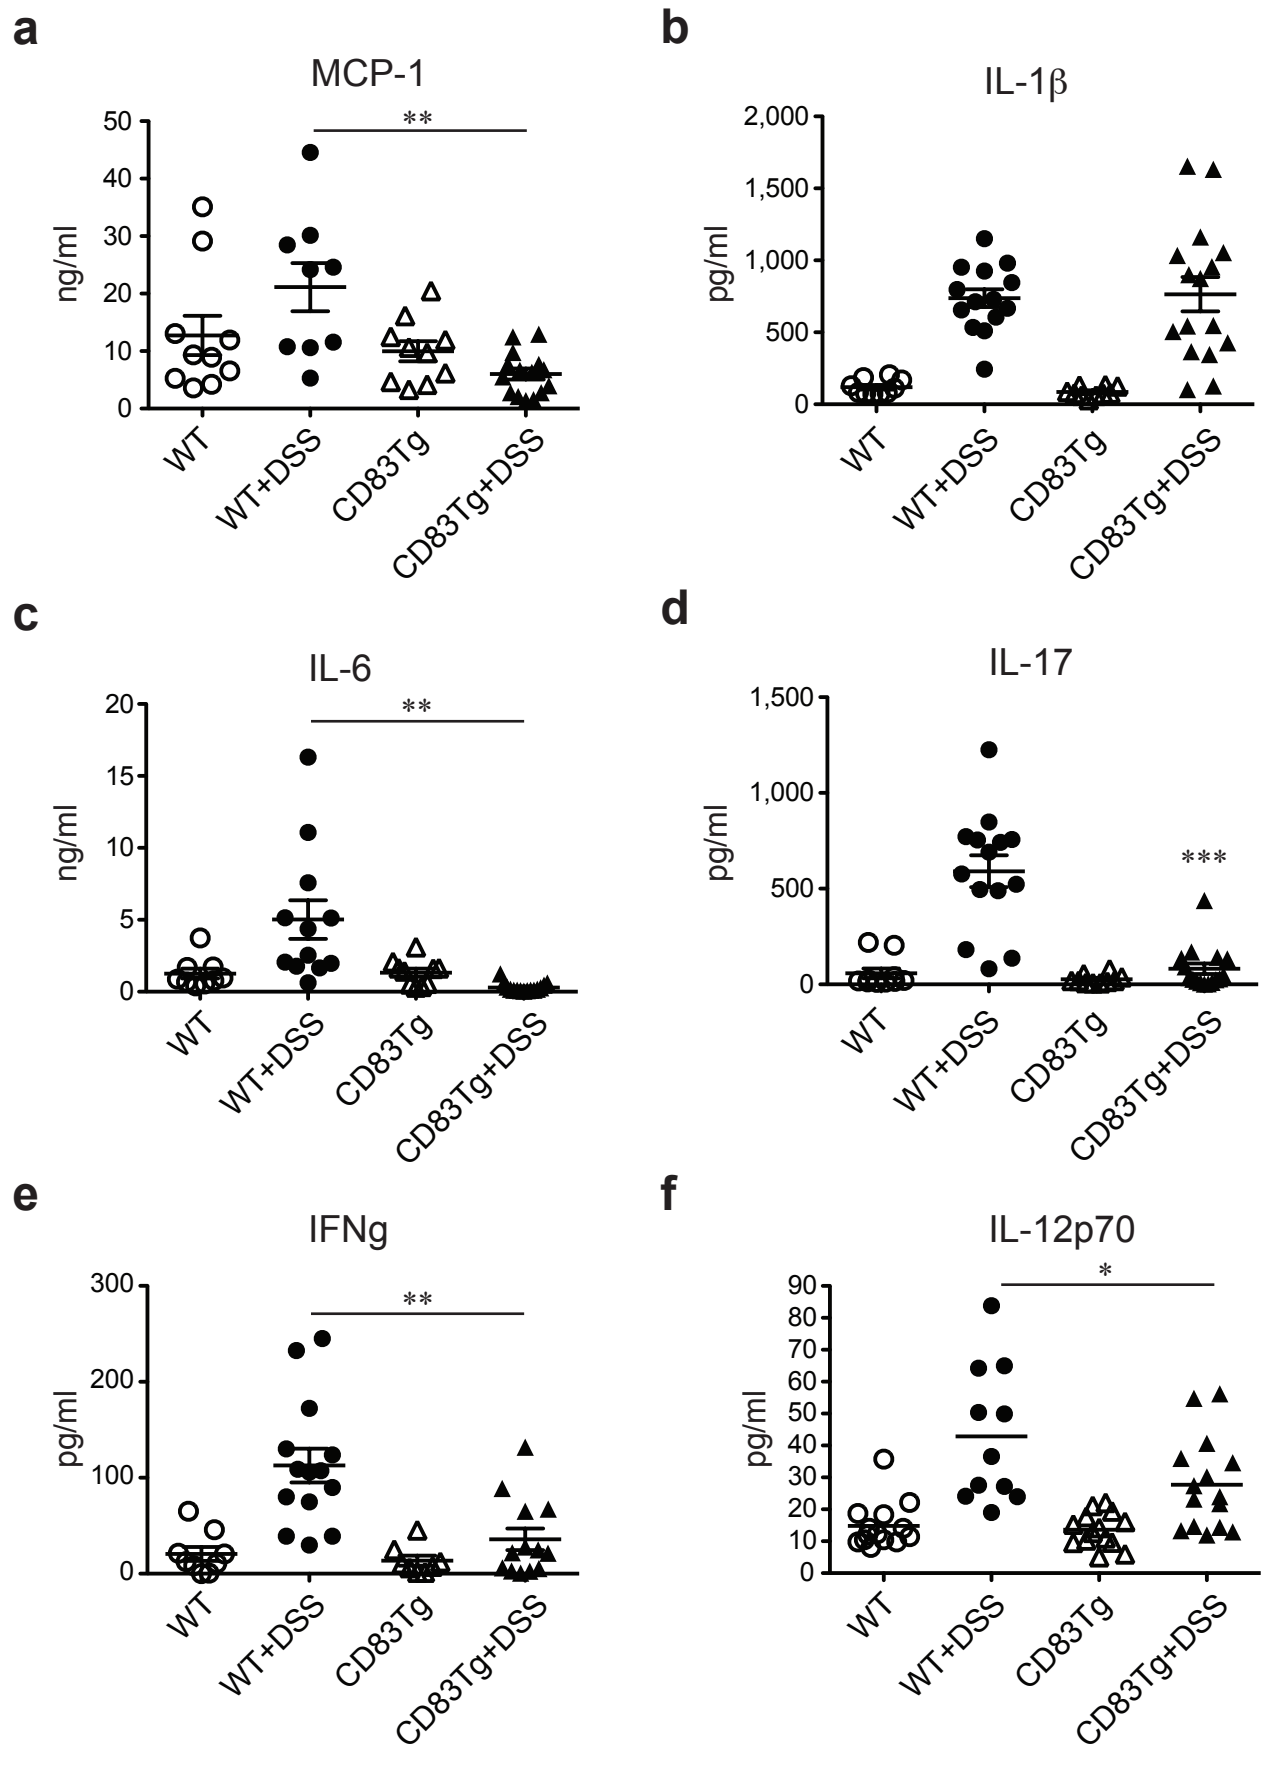 a
MCP-1
50
**
40
30
20
10
0
ng/ml
WT
WT+DSS
CD83Tg
CD83Tg+DSS
b
IL-1β
2,000
1,500
1,000
500
0
pg/ml
WT
WT+DSS
CD83Tg
CD83Tg+DSS
c
IL-6
20
**
15
10
5
0
ng/ml
WT
WT+DSS
CD83Tg
CD83Tg+DSS
d
IL-17
1,500
1,000
***
500
0
pg/ml
WT
WT+DSS
CD83Tg
CD83Tg+DSS
e
IFNg
300
**
200
100
0
pg/ml
WT
WT+DSS
CD83Tg
CD83Tg+DSS
f
IL-12p70
*
90
80
70
60
50
40
30
20
10
0
pg/ml
WT
WT+DSS
CD83Tg
CD83Tg+DSS